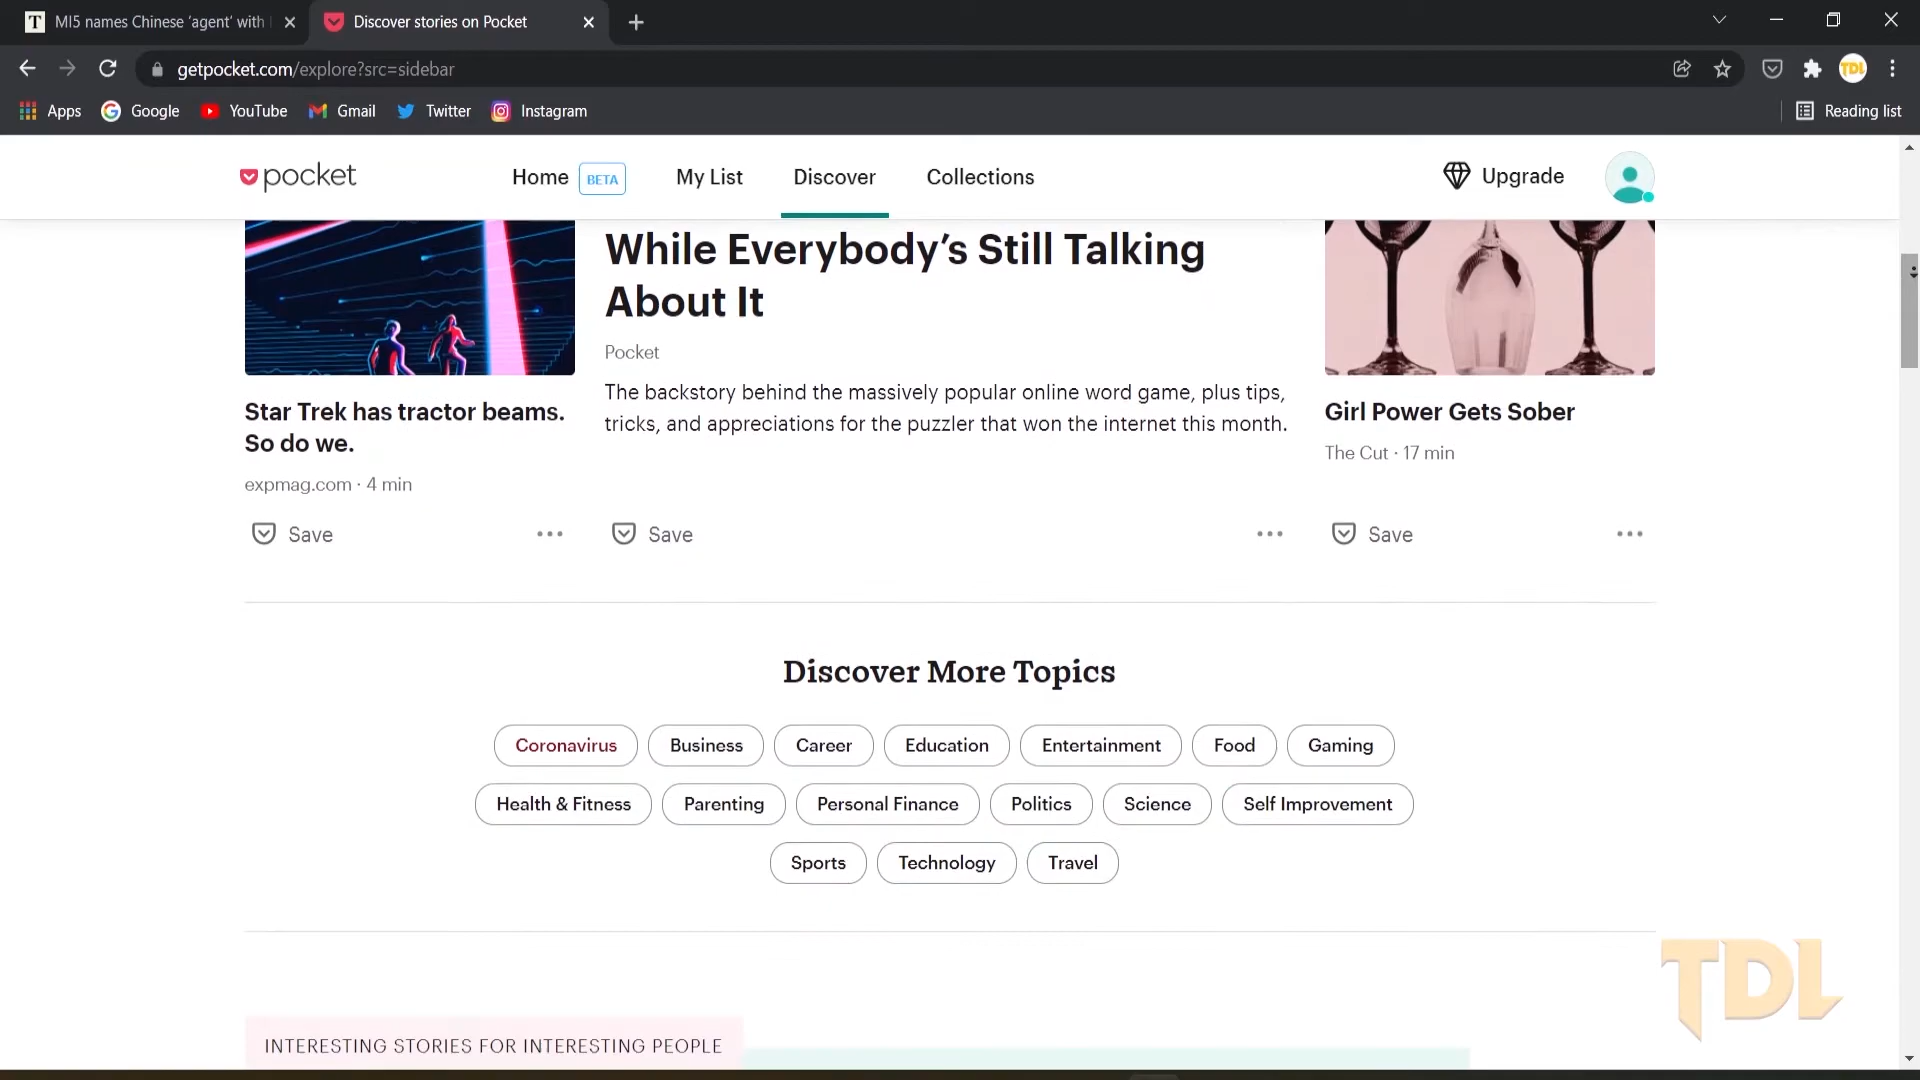 T MI5 names Chinese ‘agent’ with
Discover stories on Pocket
getpocket.com/explore?src=sidebar
TDL
Apps Google YouTube Gmail Twitter Instagram
Reading list
pocket
Home BETA My List Discover Collections
Upgrade
While Everybody’s Still Talking
About It
Pocket
The backstory behind the massively popular online word game, plus tips,
tricks, and appreciations for the puzzler that won the internet this month.
Star Trek has tractor beams.
So do we.
expmag.com · 4 min
Girl Power Gets Sober
The Cut · 17 min
Save
Save
Save
Discover More Topics
Coronavirus Business Career Education Entertainment Food Gaming
Health & Fitness Parenting Personal Finance Politics Science Self Improvement
Sports Technology Travel
TDL
INTERESTING STORIES FOR INTERESTING PEOPLE